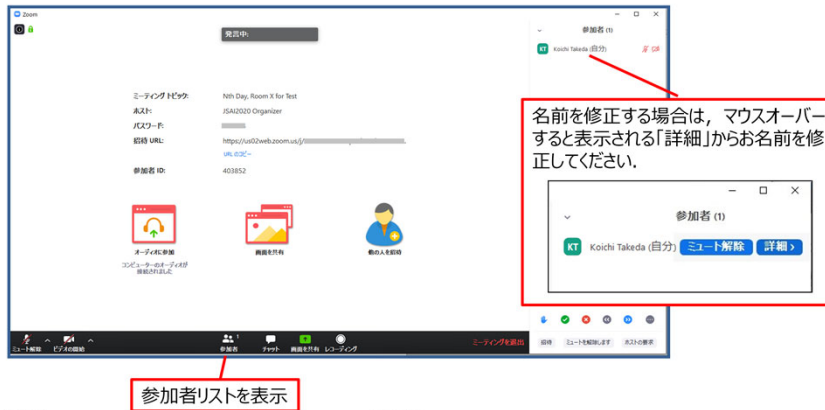 Zoom
発言中:
参加者 (1)
KT Koichi Takeda (自分)
ミーティング トピック: Nth Day, Room X for Test
ホスト: JSAI2020 Organizer
パスワード:
招待 URL: https://us02web.zoom.us/j/
URL のコピー
参加者 ID: 403852
オーディオに参加
コンピューターのオーディオが
接続されました
画面を共有
他の人を招待
名前を修正する場合は，マウスオーバー
すると表示される「詳細」からお名前を修
正してください．
参加者 (1)
KT Koichi Takeda (自分) ミュート解除 詳細 >
ミュート解除
ビデオの開始
参加者 1
チャット
画面を共有
レコーディング
ミーティングを退出
招待
ミュートを解除します
ホストの要求
参加者リストを表示